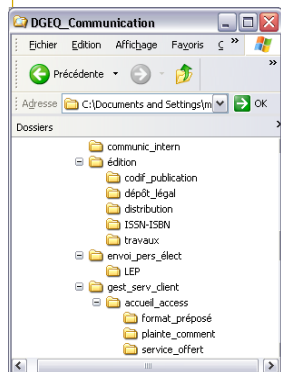 DGEQ_Communication
Fichier Edition Affichage Favoris »
Précédente »
Adresse C:\Documents and Settings\m OK
Dossiers
communic_intern
édition
codif_publication
dépôt_légal
distribution
ISSN-ISBN
travaux
envoi_pers_élect
LEP
gest_serv_client
accueil_access
format_préposé
plainte_comment
service_offert